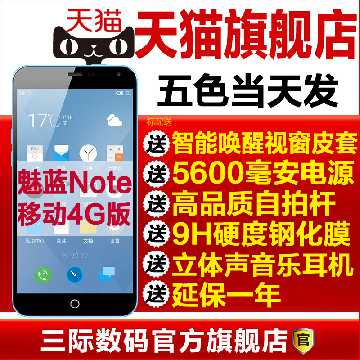 天猫
天猫旗舰店
五色当天发
标配送
送 智能唤醒视窗皮套
送 5600毫安电源
送 高品质自拍杆
送 9H硬度钢化膜
送 立体声音乐耳机
送 延保一年
魅蓝Note
移动4G版
三际数码官方旗舰店
官